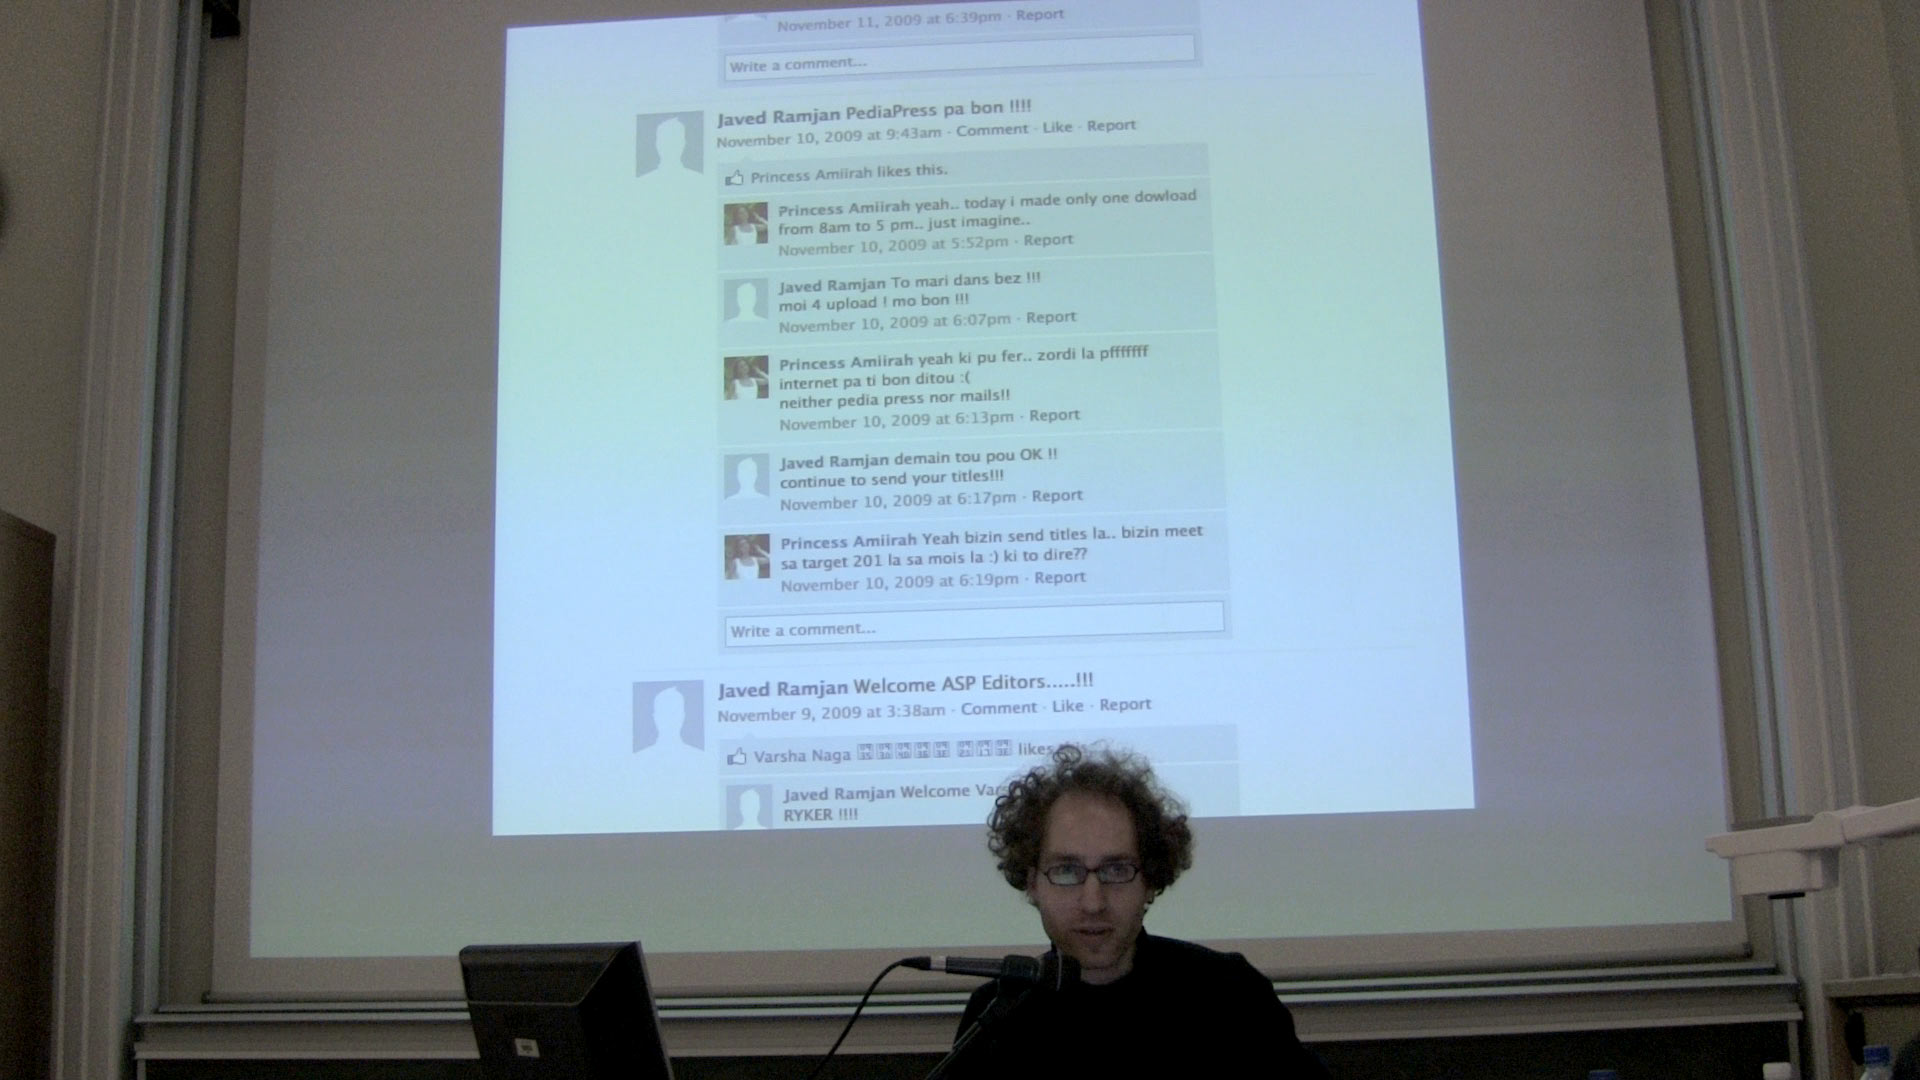 November 11, 2009 at 6:39pm · Report
Write a comment...
Javed Ramjan PediaPress pa bon !!!!
November 10, 2009 at 9:43am · Comment · Like · Report
Princess Amiirah likes this.
Princess Amiirah yeah.. today i made only one dowload
from 8am to 5 pm.. just imagine..
November 10, 2009 at 5:52pm · Report
Javed Ramjan To mari dans bez !!!
moi 4 upload ! mo bon !!!
November 10, 2009 at 6:07pm · Report
Princess Amiirah yeah ki pu fer.. zordi la pfffffff
internet pa ti bon ditou :(
neither pedia press nor mails!!
November 10, 2009 at 6:13pm · Report
Javed Ramjan demain tou pou OK !!
continue to send your titles!!!
November 10, 2009 at 6:17pm · Report
Princess Amiirah Yeah bizin send titles la.. bizin meet
sa target 201 la sa mois la :) ki to dire??
November 10, 2009 at 6:19pm · Report
Write a comment...
Javed Ramjan Welcome ASP Editors.....!!!
November 9, 2009 at 3:38am · Comment · Like · Report
Varsha Naga likes
Javed Ramjan Welcome
RYKER !!!!